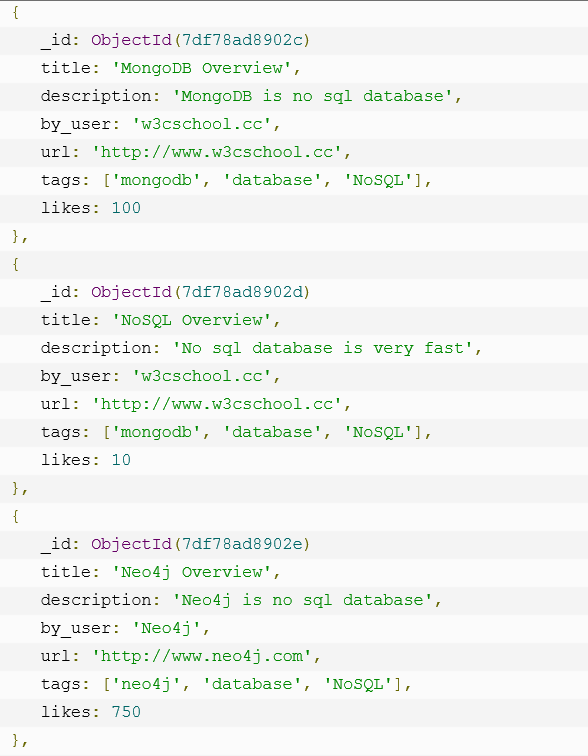 {
   _id: ObjectId(7df78ad8902c)
   title: 'MongoDB Overview',
   description: 'MongoDB is no sql database',
   by_user: 'w3cschool.cc',
   url: 'http://www.w3cschool.cc',
   tags: ['mongodb', 'database', 'NoSQL'],
   likes: 100
},
{
   _id: ObjectId(7df78ad8902d)
   title: 'NoSQL Overview',
   description: 'No sql database is very fast',
   by_user: 'w3cschool.cc',
   url: 'http://www.w3cschool.cc',
   tags: ['mongodb', 'database', 'NoSQL'],
   likes: 10
},
{
   _id: ObjectId(7df78ad8902e)
   title: 'Neo4j Overview',
   description: 'Neo4j is no sql database',
   by_user: 'Neo4j',
   url: 'http://www.neo4j.com',
   tags: ['neo4j', 'database', 'NoSQL'],
   likes: 750
},